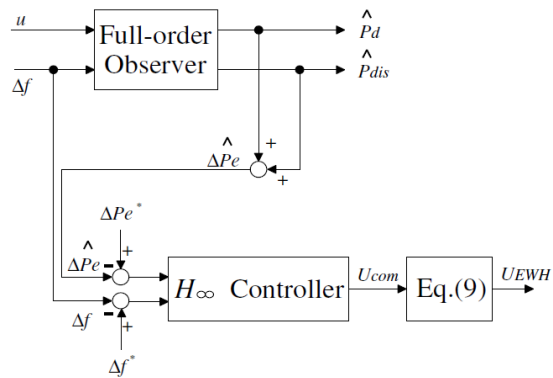 u
Δf
Full-order
Observer
P̂d
P̂dis
+
+
ΔP̂e
ΔPe*
+
-
ΔP̂e
H∞ Controller
Ucom
Eq.(9)
UEWH
Δf
-
+
Δf*